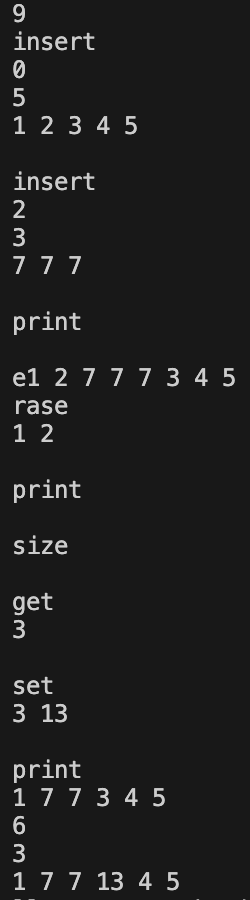 9
insert
0
5
1 2 3 4 5
insert
2
3
7 7 7
print
e1 2 7 7 7 3 4 5
rase
1 2
print
size
get
3
set
3 13
print
1 7 7 3 4 5
6
3
1 7 7 13 4 5